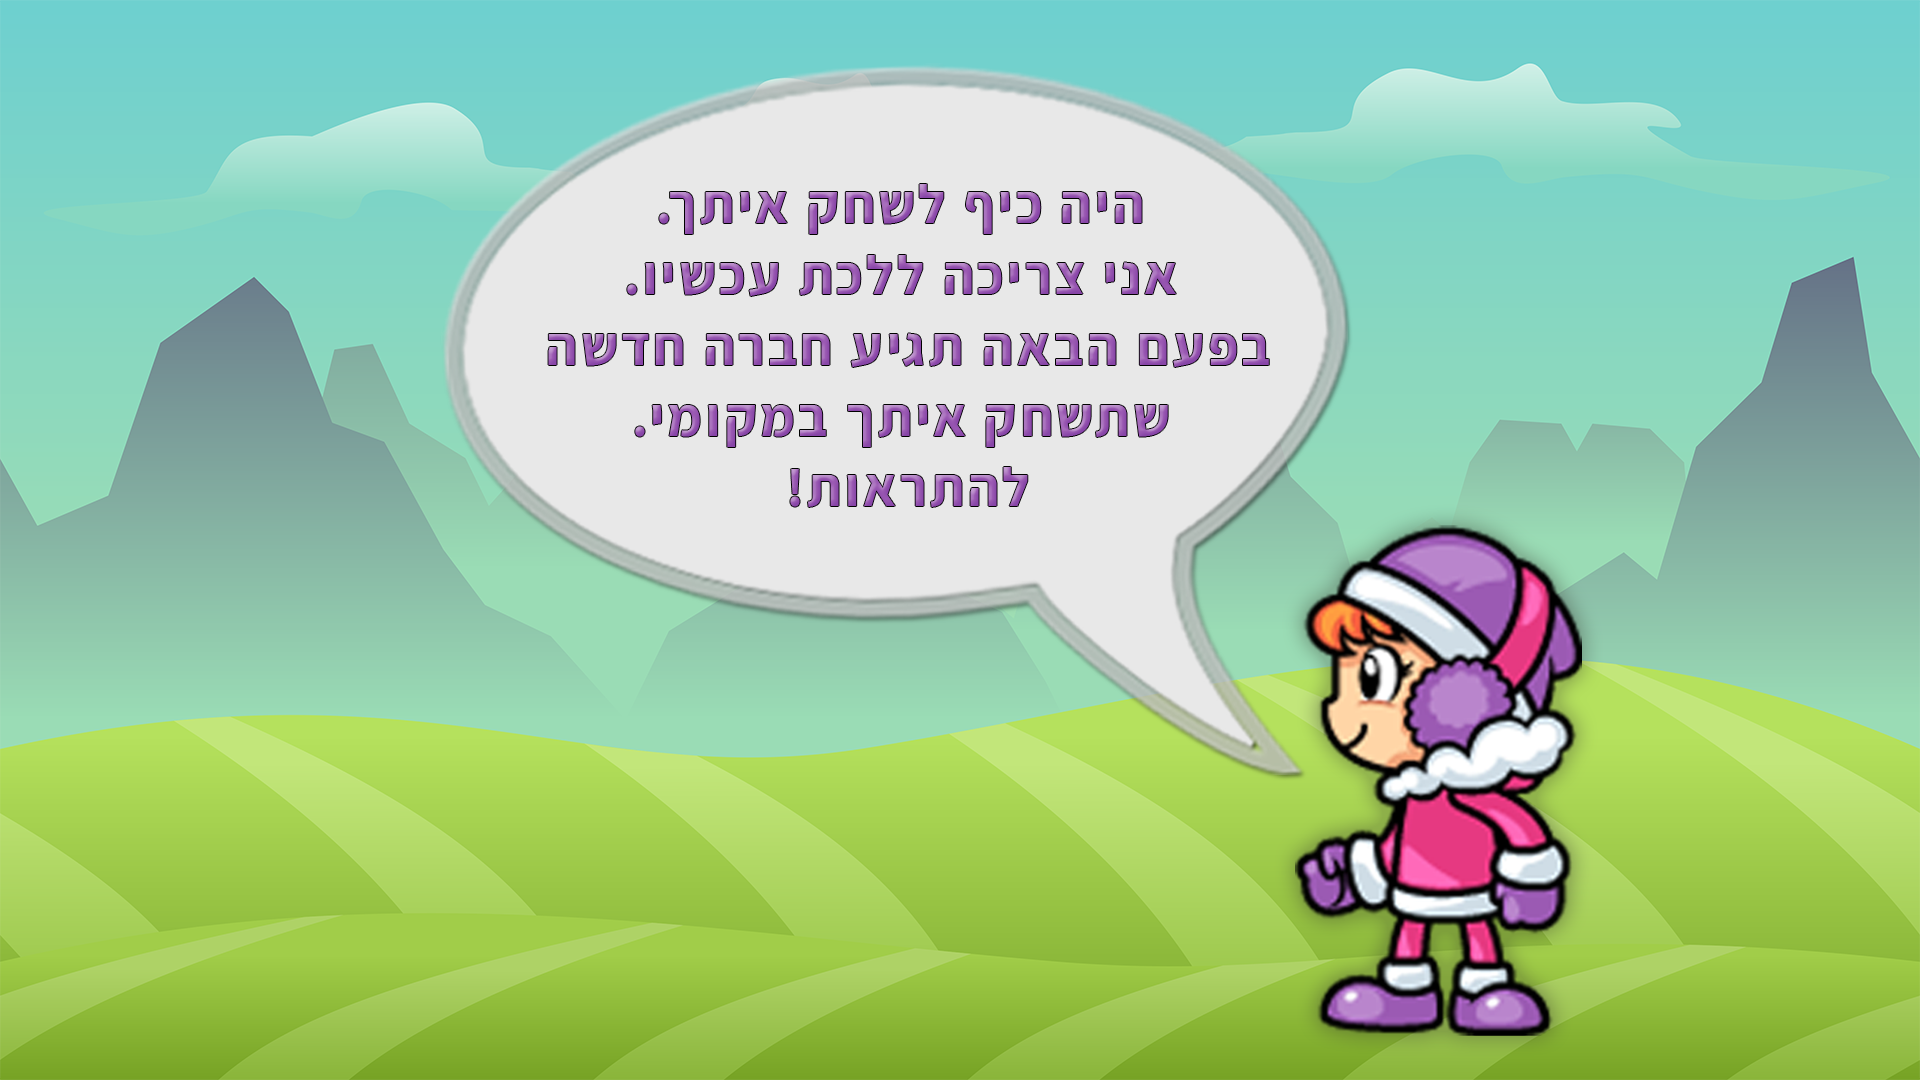 היה כיף לשחק איתך.
אני צריכה ללכת עכשיו.
בפעם הבאה תגיע חברה חדשה
שתשחק איתך במקומי.
להתראות!